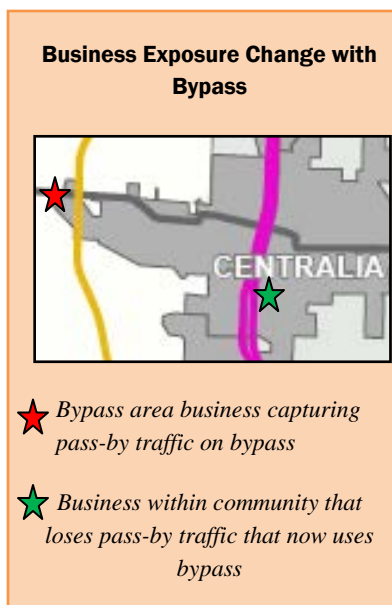 Business Exposure Change with
Bypass
CENTRALIA
Bypass area business capturing
pass-by traffic on bypass
Business within community that
loses pass-by traffic that now uses
bypass